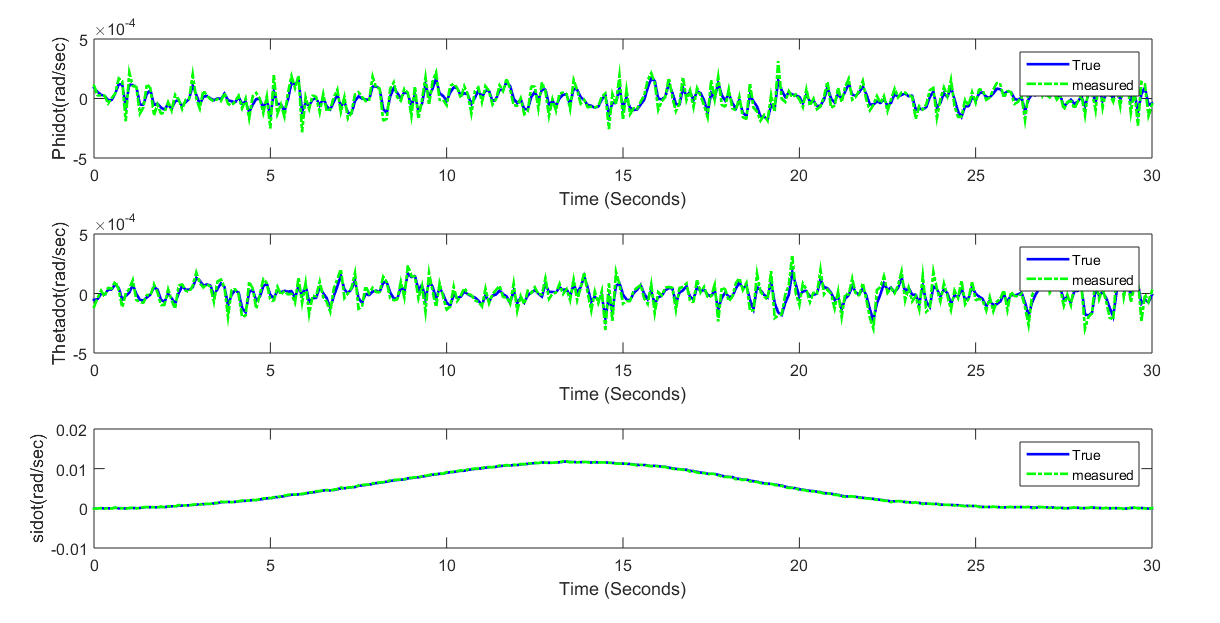 ×10-4
Phidot(rad/sec)
5
0
-5
True
measured
0 5 10 15 20 25 30
Time (Seconds)
×10-4
Thetadot(rad/sec)
5
0
-5
True
measured
0 5 10 15 20 25 30
Time (Seconds)
sidot(rad/sec)
0.02
0.01
0
-0.01
True
measured
0 5 10 15 20 25 30
Time (Seconds)